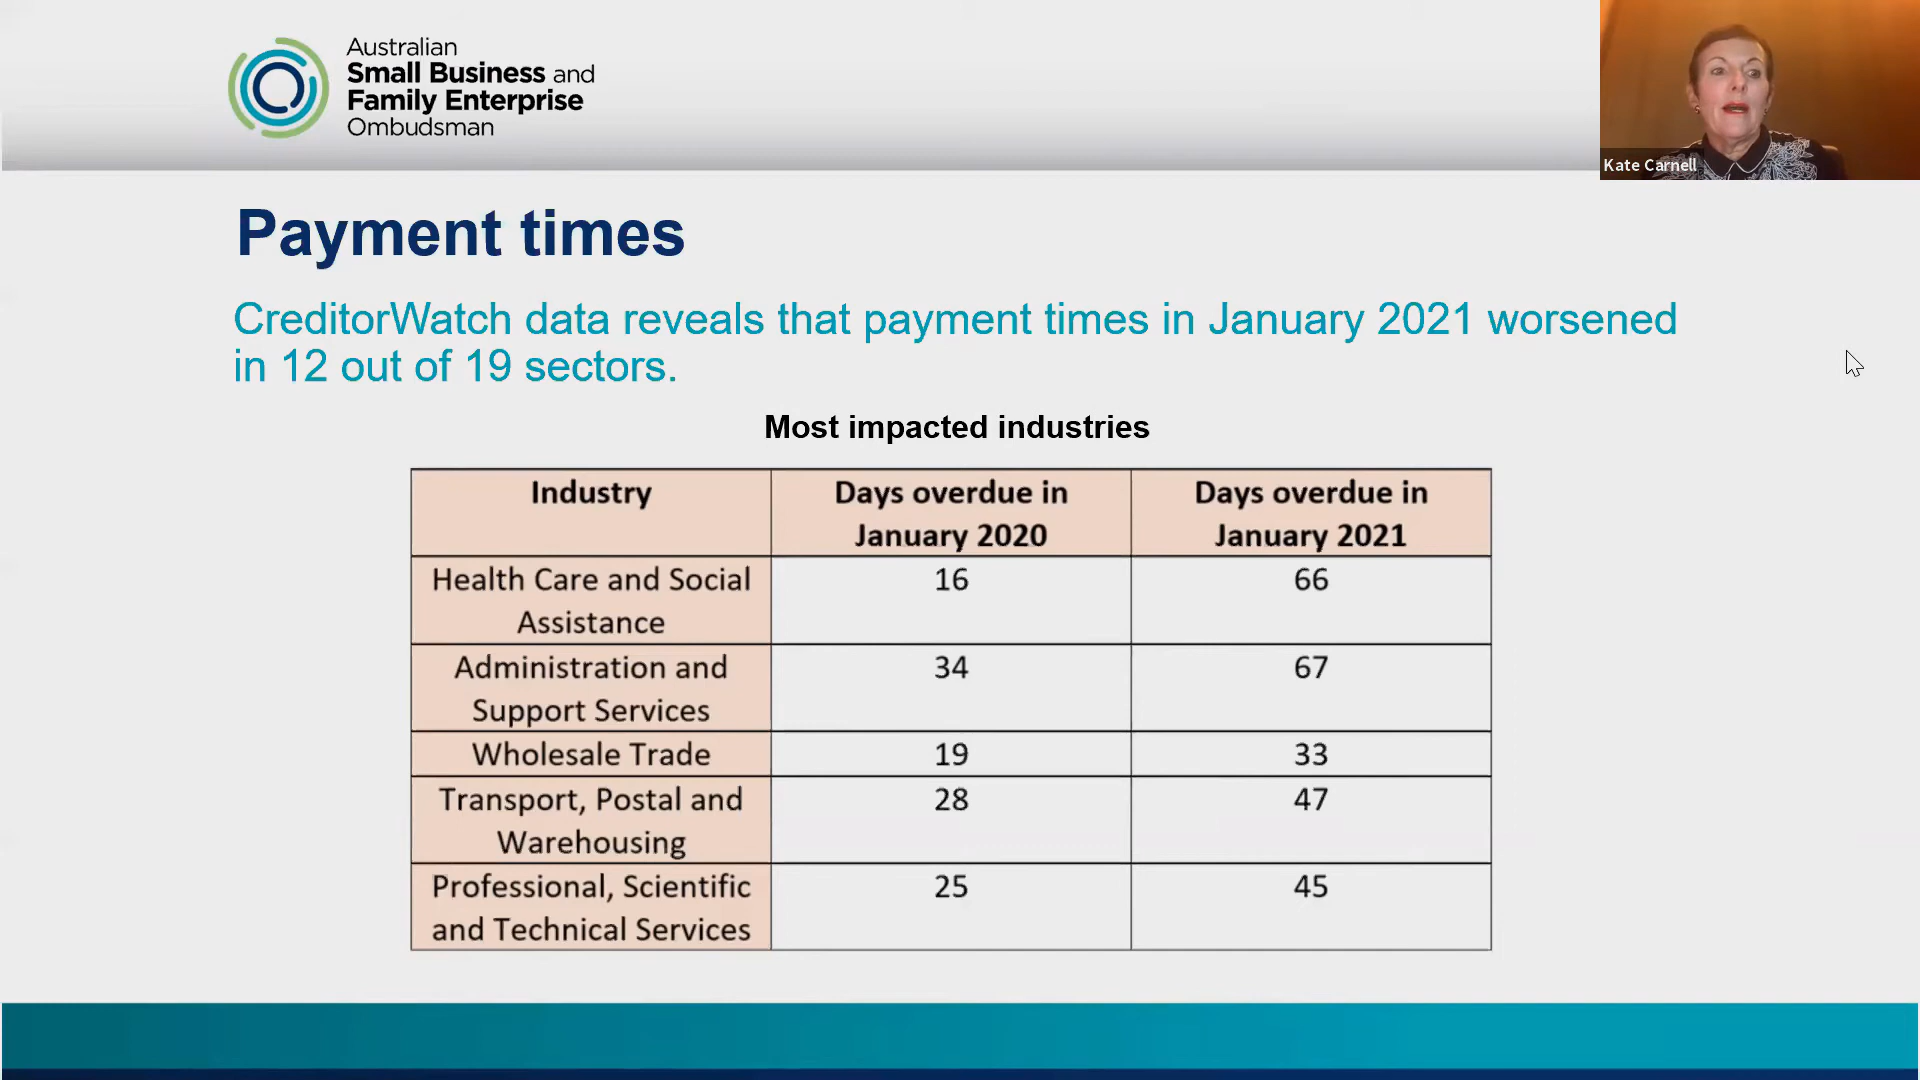 Australian
Small Business and
Family Enterprise
Ombudsman
Kate Carnell
Payment times
CreditorWatch data reveals that payment times in January 2021 worsened
in 12 out of 19 sectors.
Most impacted industries
Industry
Days overdue in
January 2020
Days overdue in
January 2021
Health Care and Social
Assistance
16
66
Administration and
Support Services
34
67
Wholesale Trade
19
33
Transport, Postal and
Warehousing
28
47
Professional, Scientific
and Technical Services
25
45